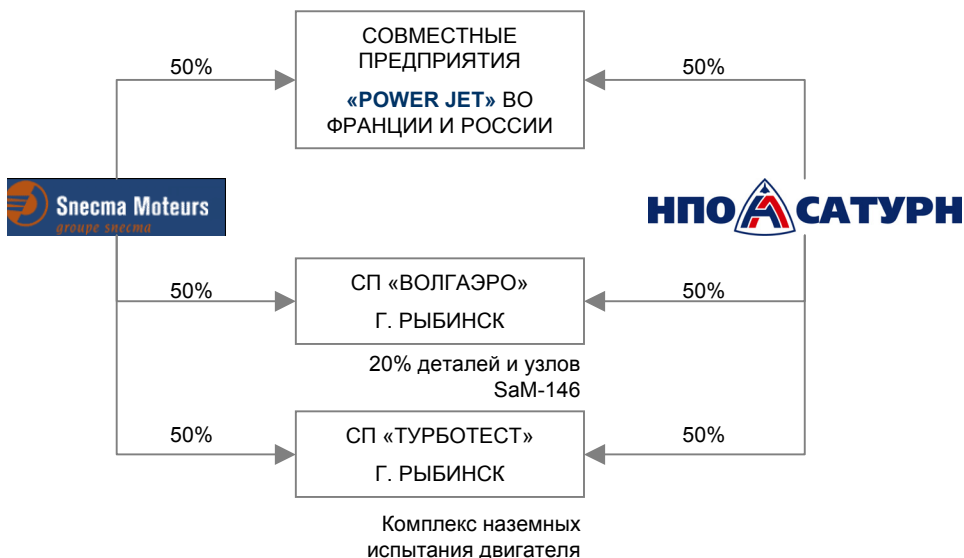 СОВМЕСТНЫЕ
ПРЕДПРИЯТИЯ
«POWER JET» ВО
ФРАНЦИИ И РОССИИ
50%
50%
Snecma Moteurs
groupe snecma
НПО САТУРН
СП «ВОЛГАЭРО»
Г. РЫБИНСК
50%
50%
20% деталей и узлов
SaM-146
СП «ТУРБОТЕСТ»
Г. РЫБИНСК
50%
50%
Комплекс наземных
испытания двигателя